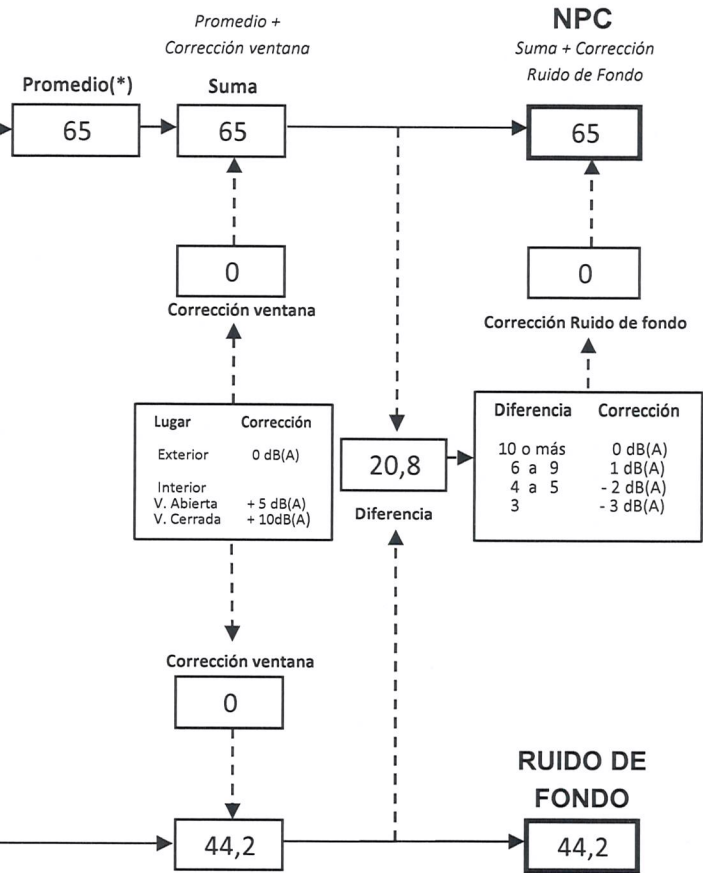 Promedio +
Corrección ventana
NPC
Suma + Corrección
Ruido de Fondo
Promedio(*)
Suma
65
65
65
0
0
Corrección ventana
Corrección Ruido de fondo
Lugar Corrección
Exterior 0 dB(A)
Interior
V. Abierta + 5 dB(A)
V. Cerrada + 10dB(A)
20,8
Diferencia
Diferencia Corrección
10 o más 0 dB(A)
6 a 9 1 dB(A)
4 a 5 - 2 dB(A)
3 - 3 dB(A)
Corrección ventana
0
RUIDO DE
FONDO
44,2
44,2